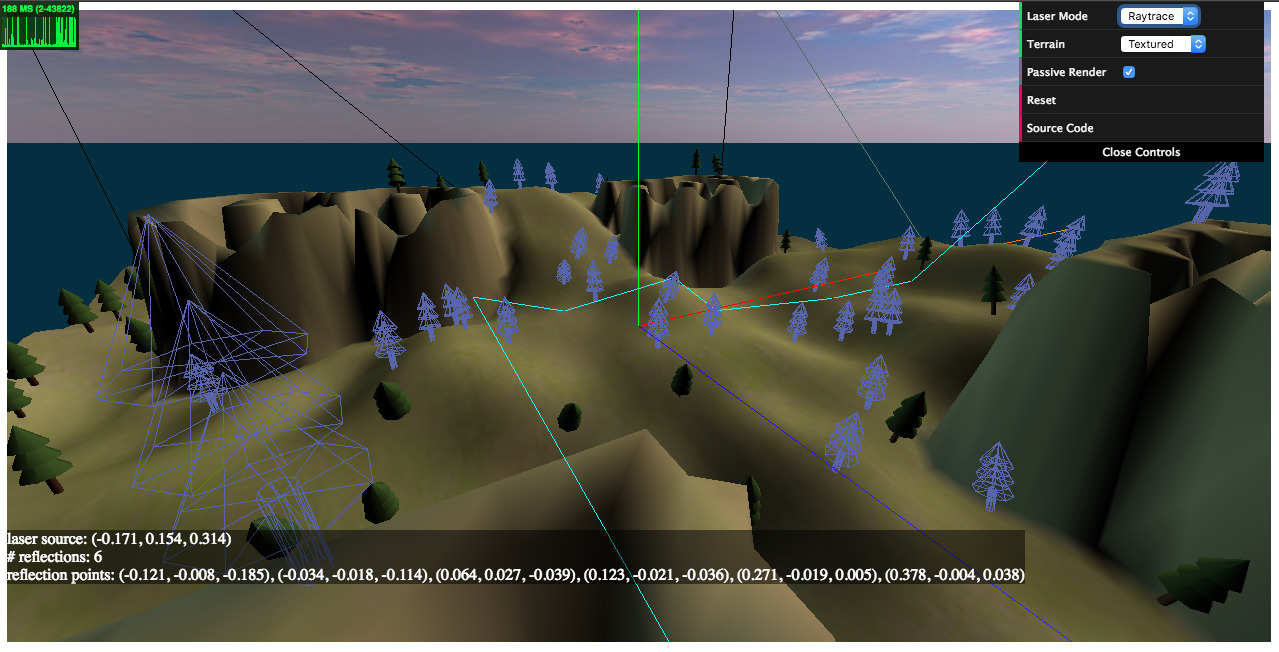 188 MS (2-43822)
Laser Mode
Raytrace
Terrain
Textured
Passive Render
Reset
Source Code
Close Controls
laser source: (-0.171, 0.154, 0.314)
# reflections: 6
reflection points: (-0.121, -0.008, -0.185), (-0.034, -0.018, -0.114), (0.064, 0.027, -0.039), (0.123, -0.021, -0.036), (0.271, -0.019, 0.005), (0.378, -0.004, 0.038)